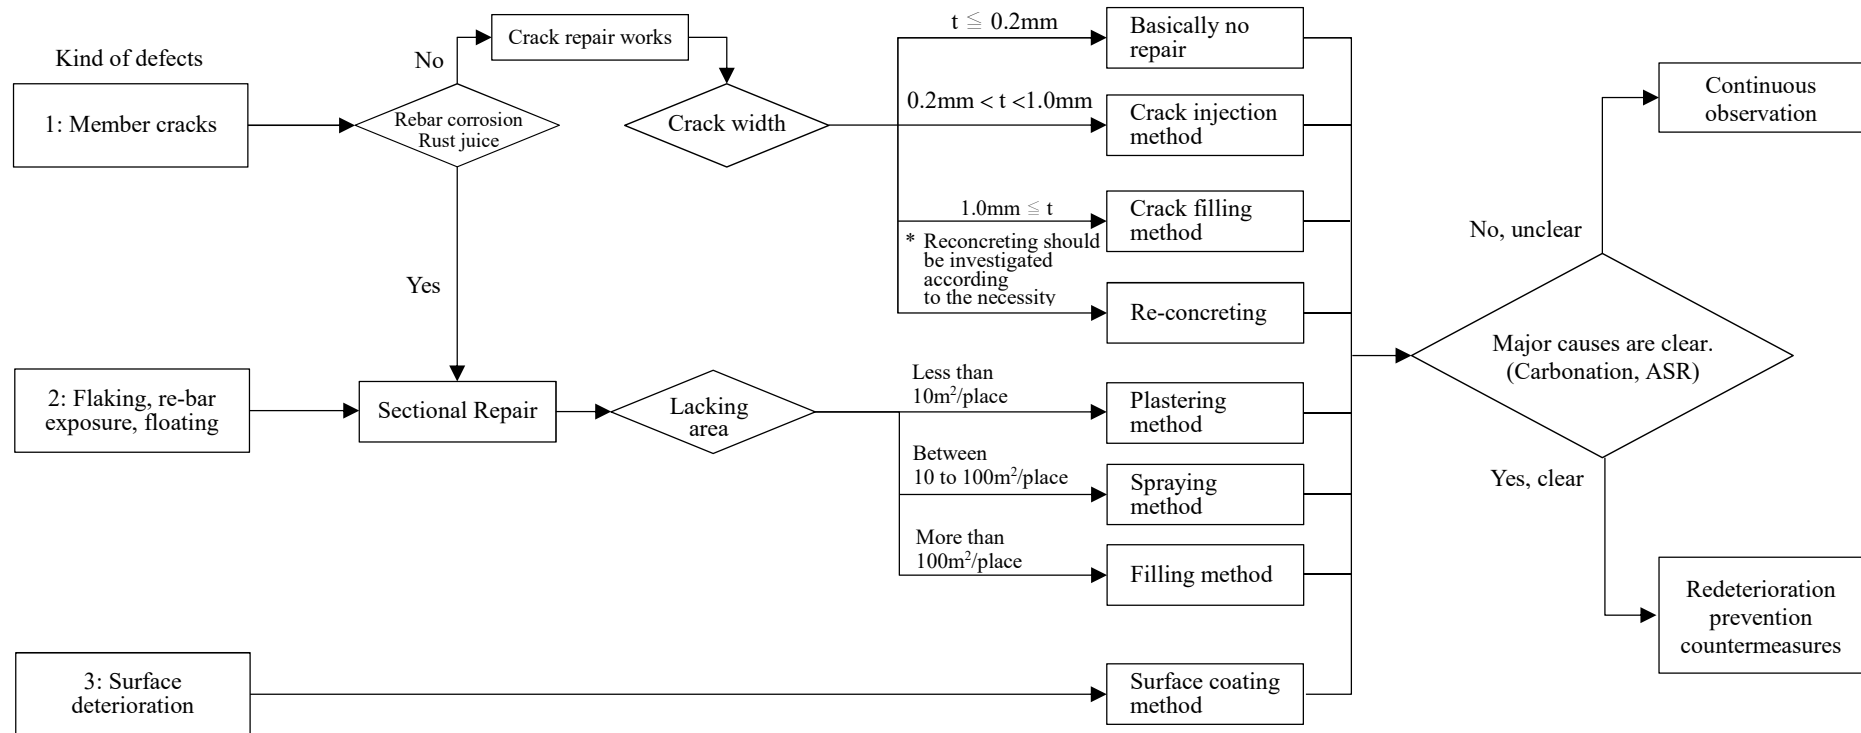 Kind of defects
1: Member cracks
No
Rebar corrosion
Rust juice
Yes
Crack repair works
Crack width
t ≦ 0.2mm
Basically no
repair
0.2mm < t <1.0mm
Crack injection
method
1.0mm ≦ t
Crack filling
method
* Reconcreting should
be investigated
according
to the necessity
Re-concreting
2: Flaking, re-bar
exposure, floating
Sectional Repair
Lacking
area
Less than
10m²/place
Plastering
method
Between
10 to 100m²/place
Spraying
method
More than
100m²/place
Filling method
3: Surface
deterioration
Surface coating
method
Major causes are clear.
(Carbonation, ASR)
No, unclear
Continuous
observation
Yes, clear
Redeterioration
prevention
countermeasures